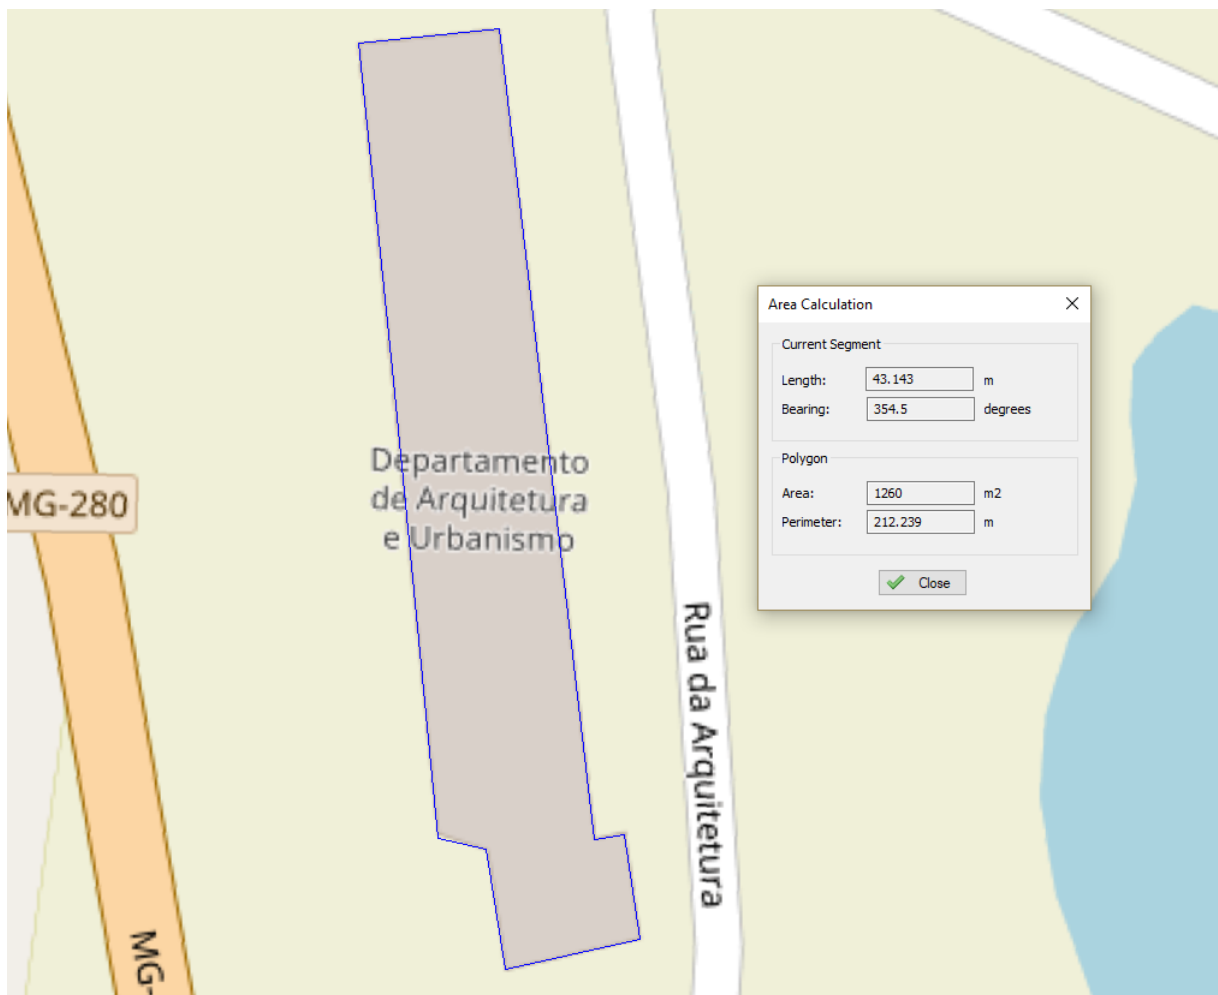 Area Calculation
Current Segment
Length: 43.143 m
Bearing: 354.5 degrees
Departamento
de Arquitetura
e Urbanismo
Polygon
Area: 1260 m2
Perimeter: 212.239 m
MG-280
Close
Rua da Arquitetura
MG-